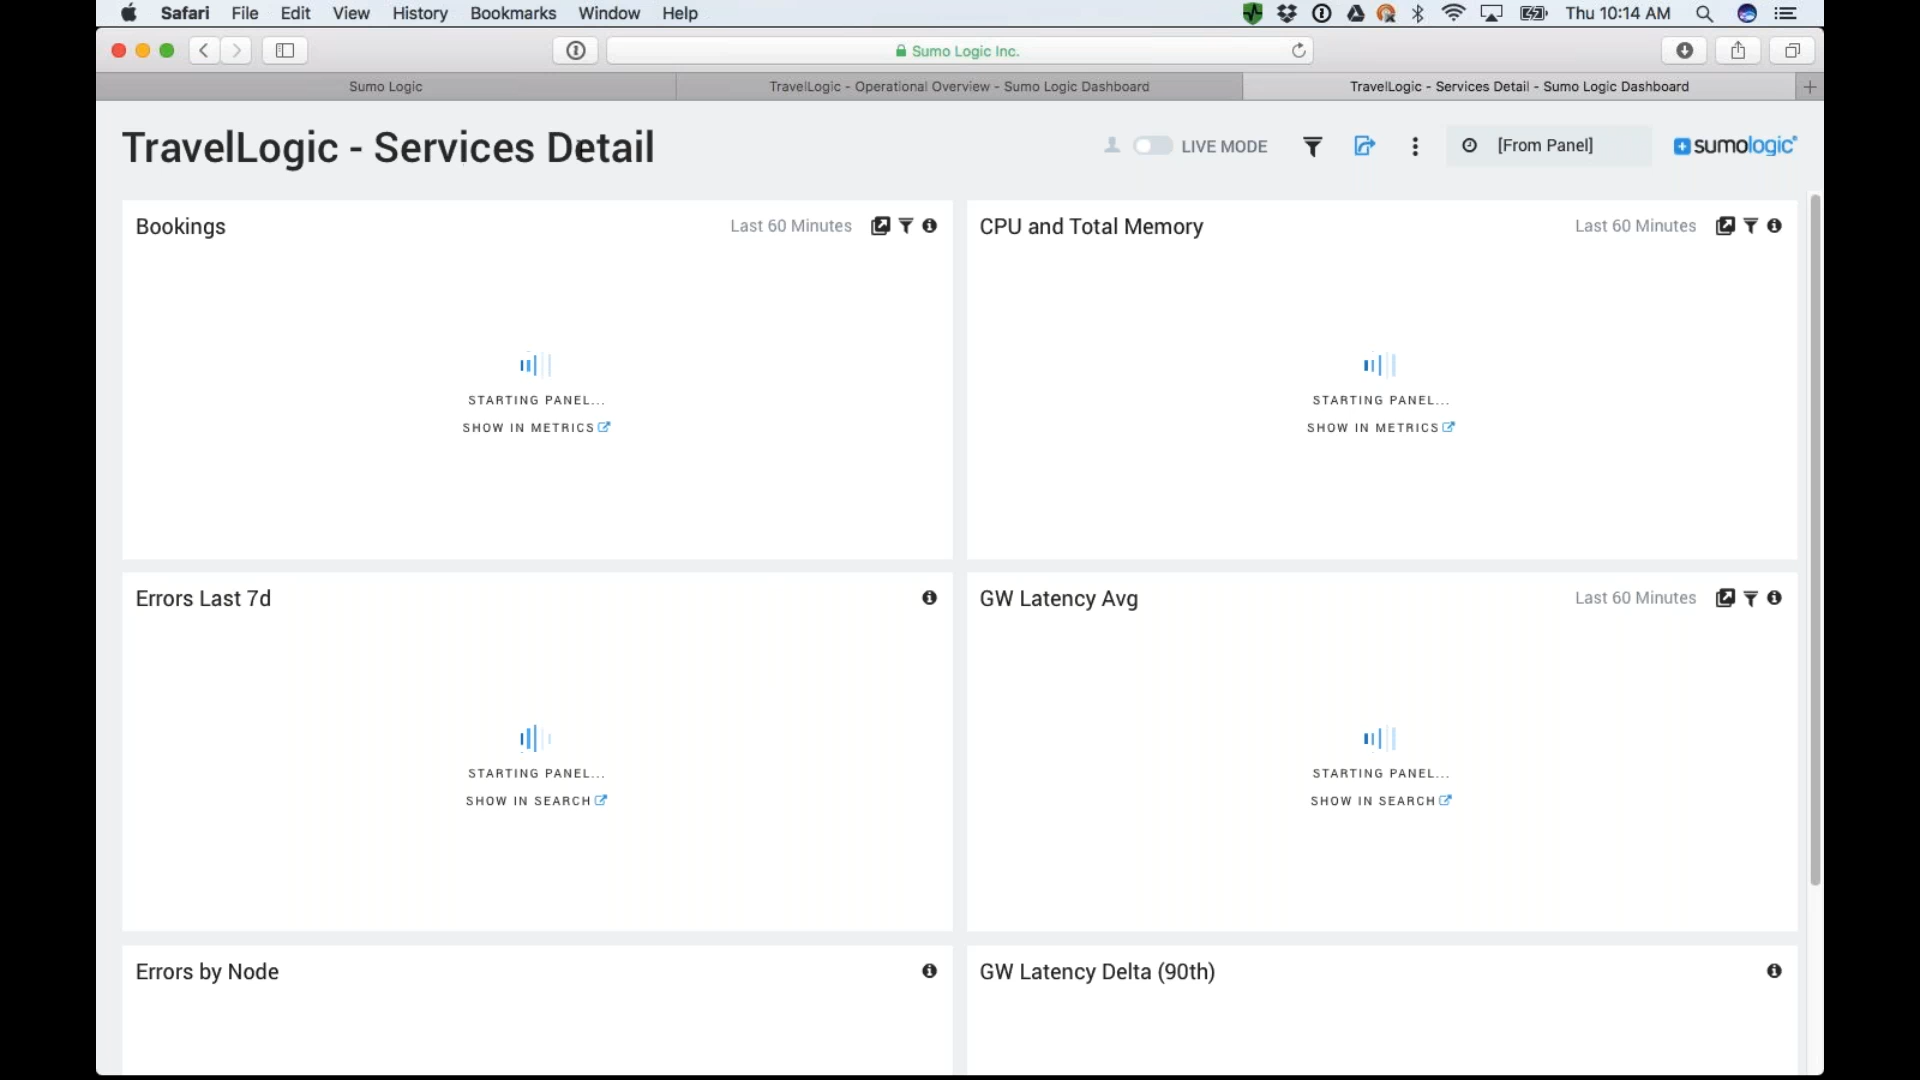 Safari File Edit View History Bookmarks Window Help Thu 10:14 AM
Sumo Logic Inc.
Sumo Logic TravelLogic - Operational Overview - Sumo Logic Dashboard TravelLogic - Services Detail - Sumo Logic Dashboard
TravelLogic - Services Detail LIVE MODE [From Panel] sumologic
Bookings Last 60 Minutes
STARTING PANEL...
SHOW IN METRICS
CPU and Total Memory Last 60 Minutes
STARTING PANEL...
SHOW IN METRICS
Errors Last 7d
STARTING PANEL...
SHOW IN SEARCH
GW Latency Avg Last 60 Minutes
STARTING PANEL...
SHOW IN SEARCH
Errors by Node
GW Latency Delta (90th)